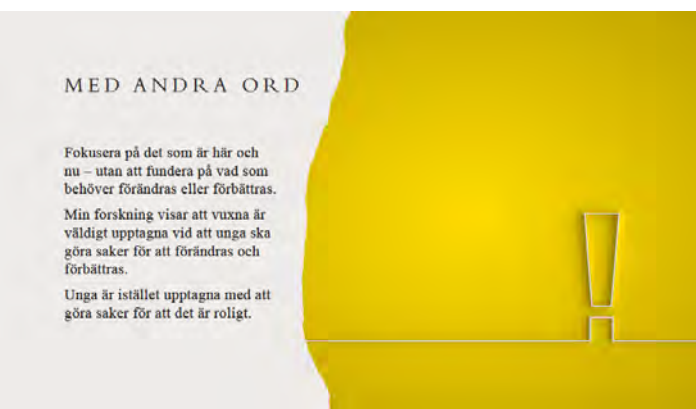 MED ANDRA ORD
Fokusera på det som är här och
nu – utan att fundera på vad som
behöver förändras eller förbättras.
Min forskning visar att vuxna är
väldigt upptagna vid att unga ska
göra saker för att förändras och
förbättras.
Unga är istället upptagna med att
göra saker för att det är roligt.